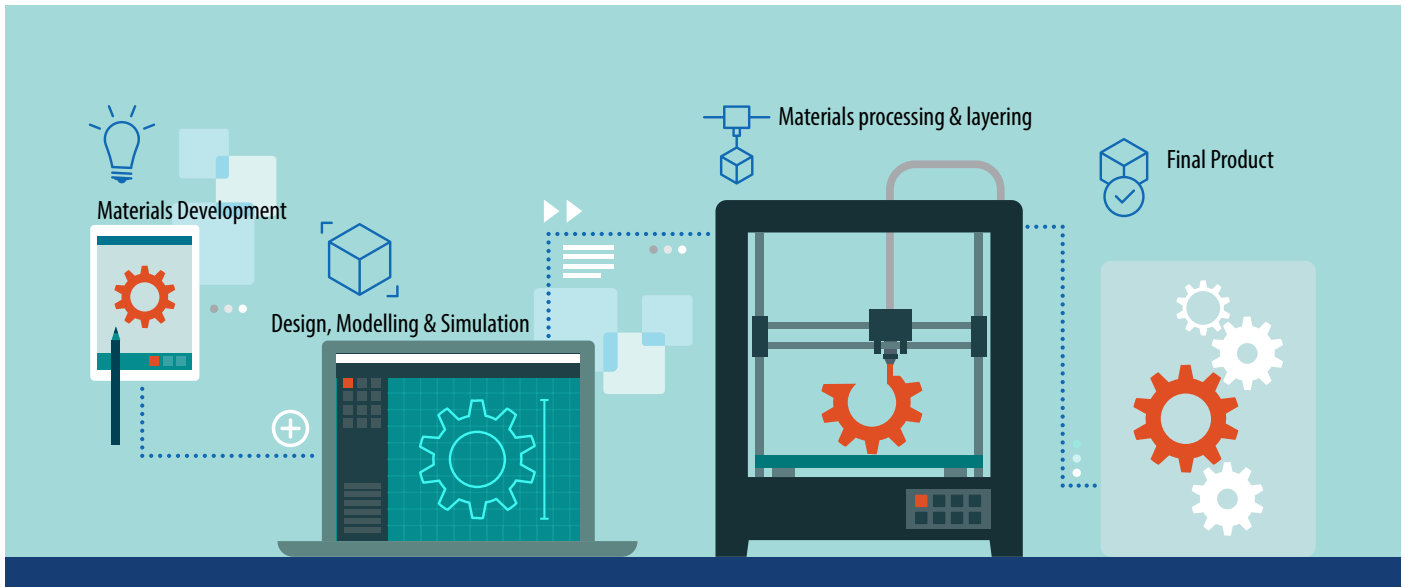 Materials Development
Design, Modelling & Simulation
Materials processing & layering
Final Product